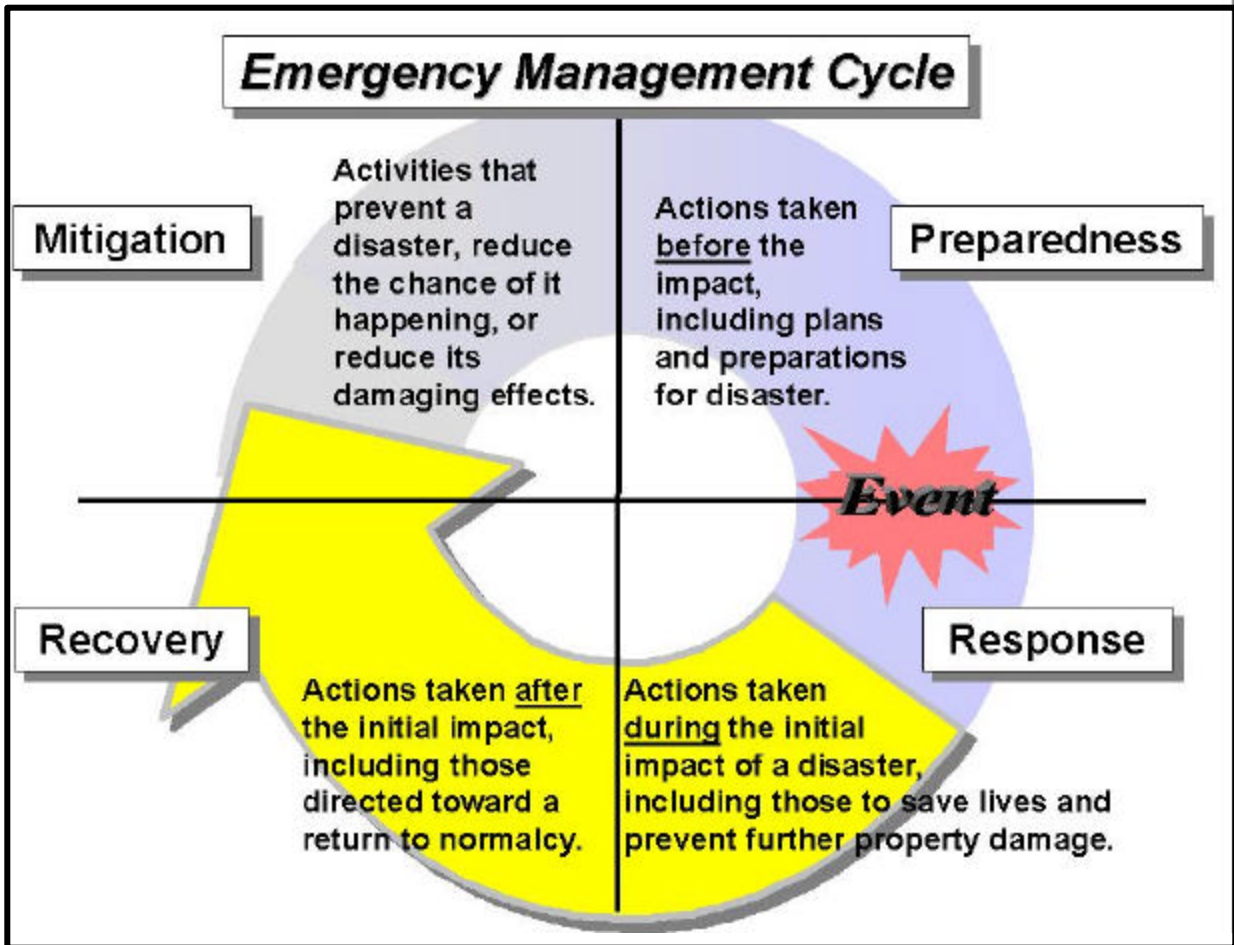 Emergency Management Cycle
Mitigation
Activities that
prevent a
disaster, reduce
the chance of it
happening, or
reduce its
damaging effects.
Actions taken
before the
impact,
including plans
and preparations
for disaster.
Preparedness
Event
Recovery
Actions taken after
the initial impact,
including those
directed toward a
return to normalcy.
Response
Actions taken
during the initial
impact of a disaster,
including those to save lives and
prevent further property damage.